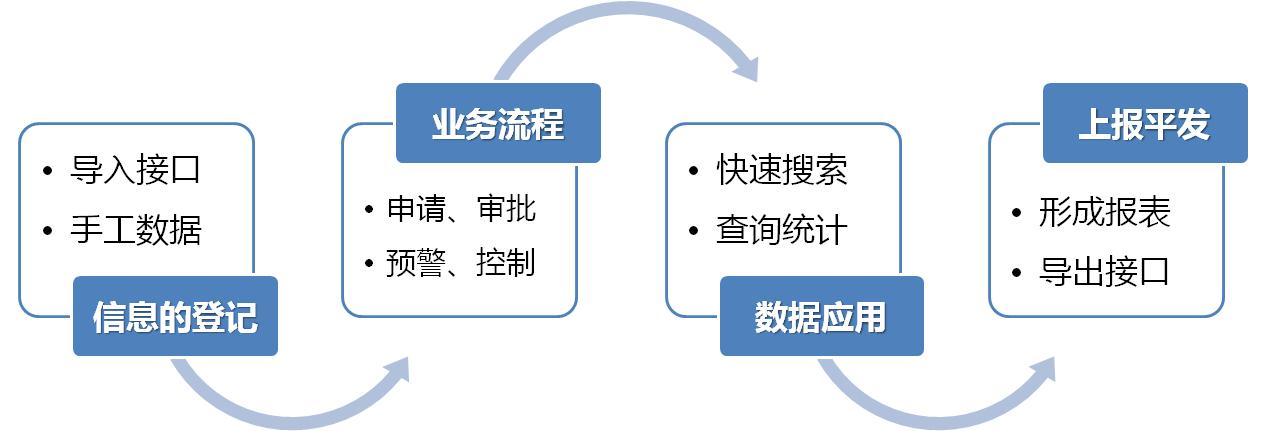 导入接口
手工数据
信息的登记
业务流程
申请、审批
预警、控制
快速搜索
查询统计
数据应用
上报平发
形成报表
导出接口